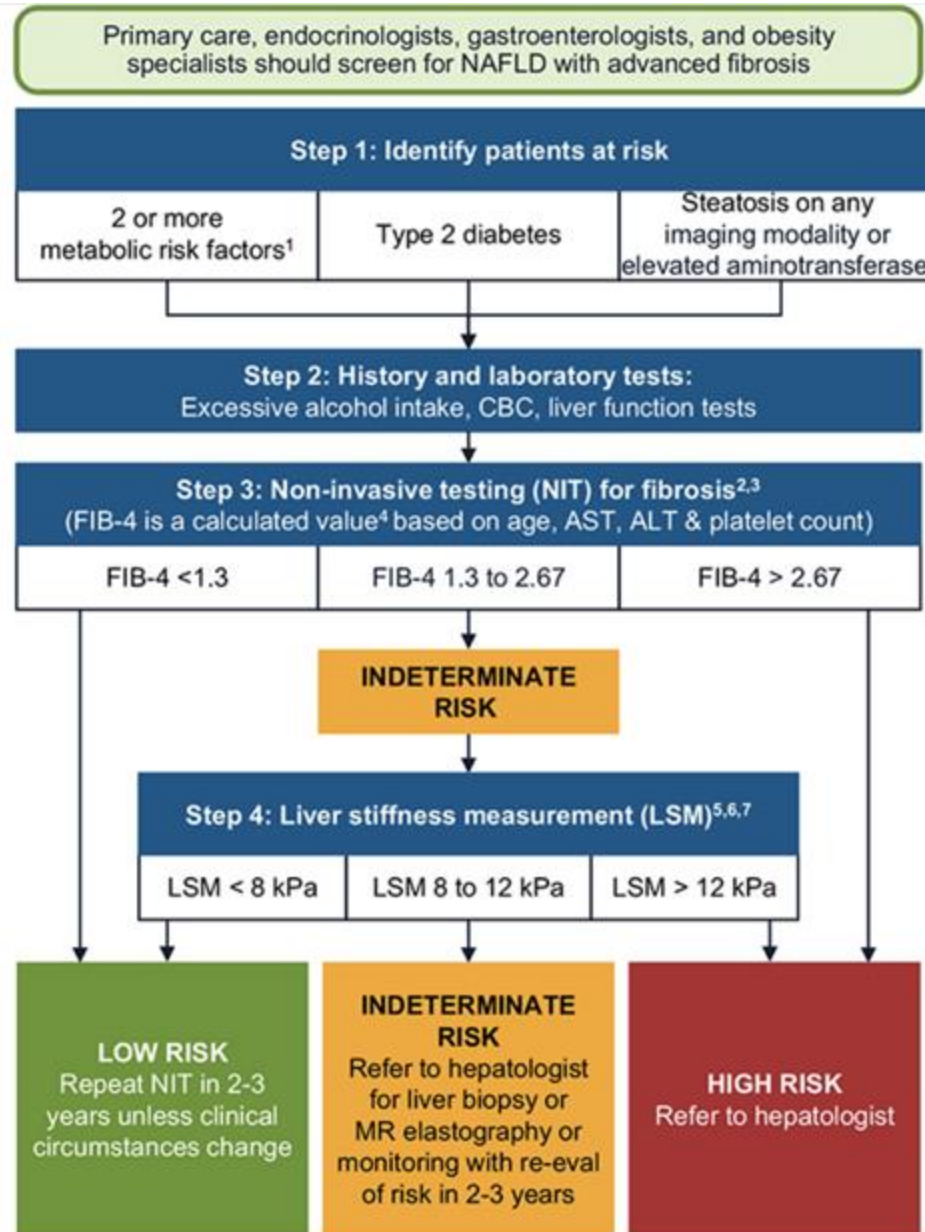 Primary care, endocrinologists, gastroenterologists, and obesity
specialists should screen for NAFLD with advanced fibrosis
Step 1: Identify patients at risk
2 or more
metabolic risk factors¹
Type 2 diabetes
Steatosis on any
imaging modality or
elevated aminotransferase
Step 2: History and laboratory tests:
Excessive alcohol intake, CBC, liver function tests
Step 3: Non-invasive testing (NIT) for fibrosis²,³
(FIB-4 is a calculated value⁴ based on age, AST, ALT & platelet count)
FIB-4 <1.3
FIB-4 1.3 to 2.67
FIB-4 > 2.67
INDETERMINATE
RISK
Step 4: Liver stiffness measurement (LSM)⁵,⁶,⁷
LSM < 8 kPa
LSM 8 to 12 kPa
LSM > 12 kPa
LOW RISK
Repeat NIT in 2-3
years unless clinical
circumstances change
INDETERMINATE
RISK
Refer to hepatologist
for liver biopsy or
MR elastography or
monitoring with re-eval
of risk in 2-3 years
HIGH RISK
Refer to hepatologist